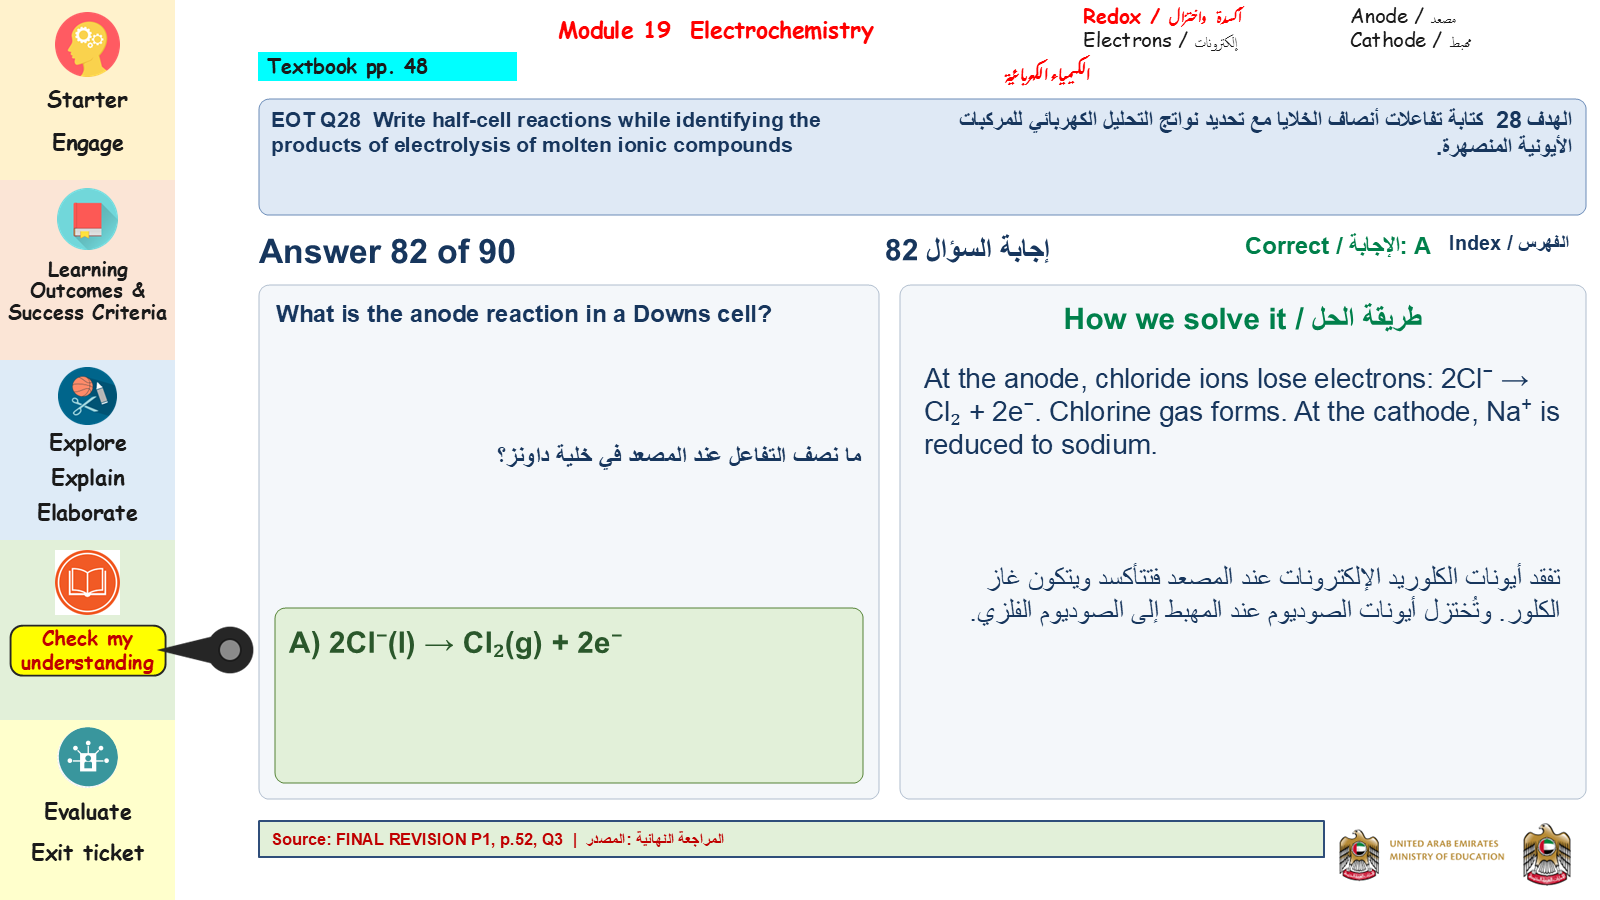 Starter
Engage
Learning
Outcomes &
Success Criteria
Explore
Explain
Elaborate
Check my
understanding
Evaluate
Exit ticket
Module 19 Electrochemistry
Redox / أكسدة واختزال
Electrons / إلكترونات
Anode / مصعد
Cathode / مهبط
Textbook pp. 48
الكيمياء الكهربائية
EOT Q28 Write half-cell reactions while identifying the
products of electrolysis of molten ionic compounds
الهدف 28 كتابة تفاعلات أنصاف الخلايا مع تحديد نواتج التحليل الكهربائي للمركبات
الأيونية المنصهرة.
Answer 82 of 90
إجابة السؤال 82
Correct / الإجابة: A
Index / الفهرس
What is the anode reaction in a Downs cell?
ما نصف التفاعل عند المصعد في خلية داونز؟
A) 2Cl⁻(l) → Cl₂(g) + 2e⁻
How we solve it / طريقة الحل
At the anode, chloride ions lose electrons: 2Cl⁻ →
Cl₂ + 2e⁻. Chlorine gas forms. At the cathode, Na⁺ is
reduced to sodium.
تفقد أيونات الكلوريد الإلكترونات عند المصعد فتتأكسد ويتكون غاز
الكلور. وتُختزل أيونات الصوديوم عند المهبط إلى الصوديوم الفلزي.
Source: FINAL REVISION P1, p.52, Q3 | المراجعة النهائية :المصدر
UNITED ARAB EMIRATES
MINISTRY OF EDUCATION